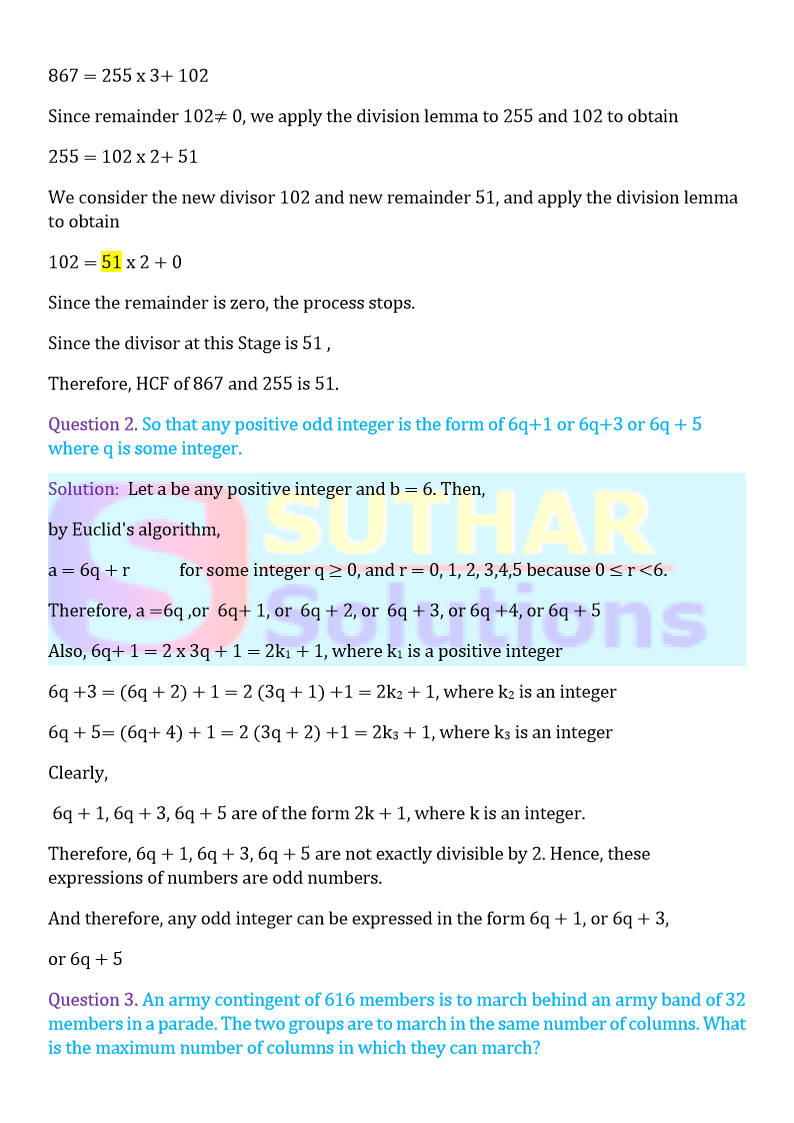 867 = 255 x 3+ 102
Since remainder 102≠ 0, we apply the division lemma to 255 and 102 to obtain
255 = 102 x 2+ 51
We consider the new divisor 102 and new remainder 51, and apply the division lemma
to obtain
102 = 51 x 2 + 0
Since the remainder is zero, the process stops.
Since the divisor at this Stage is 51 ,
Therefore, HCF of 867 and 255 is 51.
Question 2. So that any positive odd integer is the form of 6q+1 or 6q+3 or 6q + 5
where q is some integer.
SUTHAR
Solutions
Solution: Let a be any positive integer and b = 6. Then,
by Euclid's algorithm,
a = 6q + r for some integer q ≥ 0, and r = 0, 1, 2, 3,4,5 because 0 ≤ r <6.
Therefore, a =6q ,or 6q+ 1, or 6q + 2, or 6q + 3, or 6q +4, or 6q + 5
Also, 6q+ 1 = 2 x 3q + 1 = 2k₁ + 1, where k₁ is a positive integer
6q +3 = (6q + 2) + 1 = 2 (3q + 1) +1 = 2k₂ + 1, where k₂ is an integer
6q + 5= (6q+ 4) + 1 = 2 (3q + 2) +1 = 2k₃ + 1, where k₃ is an integer
Clearly,
6q + 1, 6q + 3, 6q + 5 are of the form 2k + 1, where k is an integer.
Therefore, 6q + 1, 6q + 3, 6q + 5 are not exactly divisible by 2. Hence, these
expressions of numbers are odd numbers.
And therefore, any odd integer can be expressed in the form 6q + 1, or 6q + 3,
or 6q + 5
Question 3. An army contingent of 616 members is to march behind an army band of 32
members in a parade. The two groups are to march in the same number of columns. What
is the maximum number of columns in which they can march?